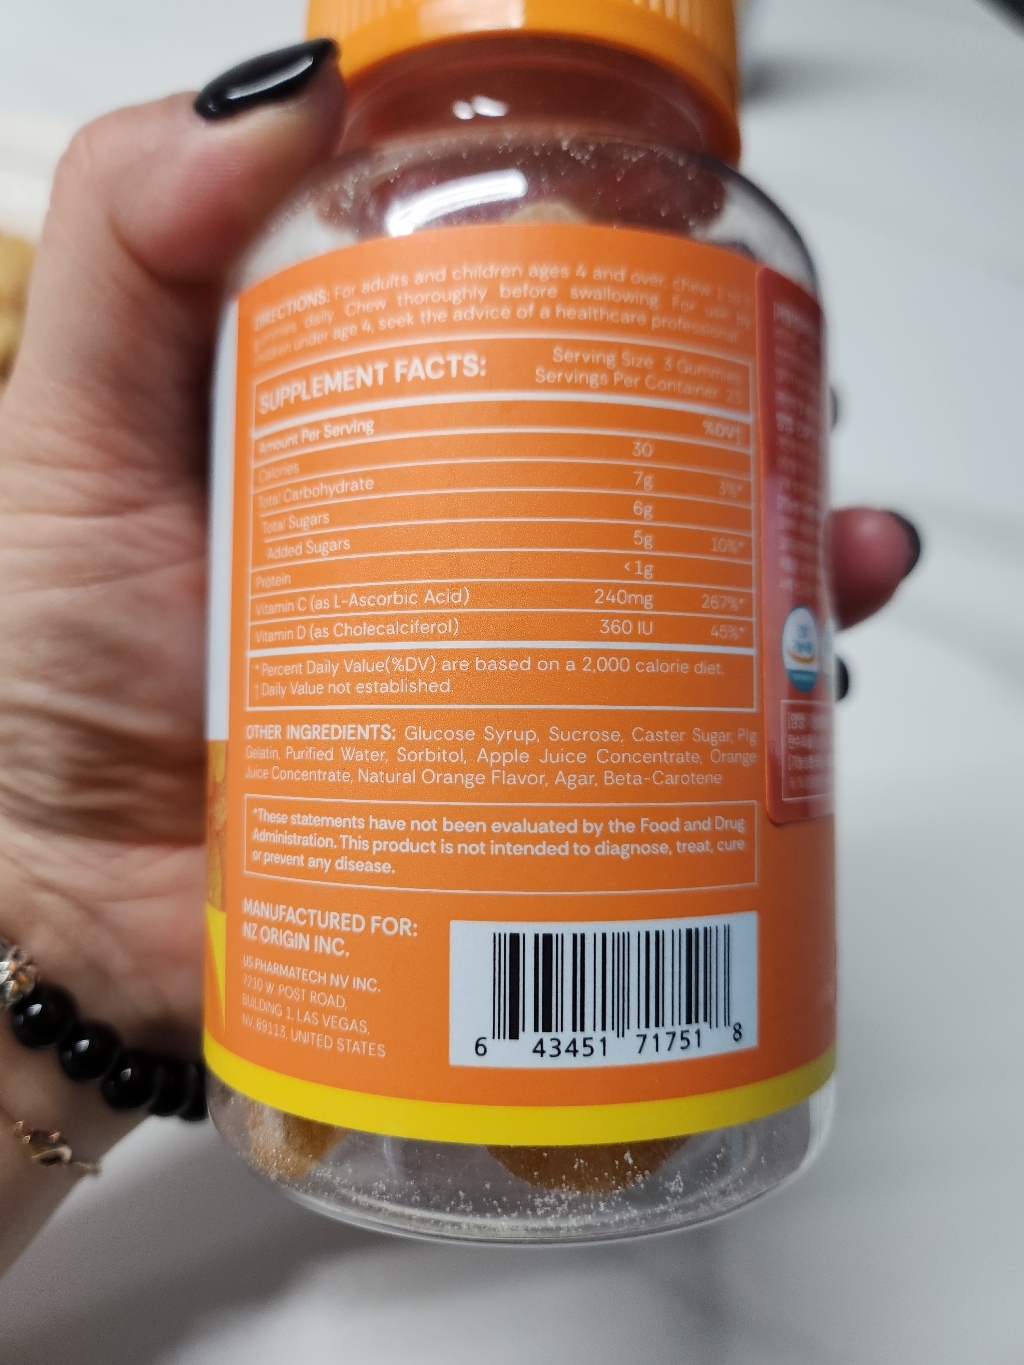 DIRECTIONS: For adults and children ages 4 and over, chew 1 to 3
gummies daily. Chew thoroughly before swallowing. For use by
children under age 4, seek the advice of a healthcare professional.
SUPPLEMENT FACTS:
Serving Size 3 Gummies
Servings Per Container 23
Amount Per Serving %DV†
Calories 30
Total Carbohydrate 7g 3%*
Total Sugars 6g
Added Sugars 5g 10%*
Protein <1g
Vitamin C (as L-Ascorbic Acid) 240mg 267%*
Vitamin D (as Cholecalciferol) 360 IU 45%*
* Percent Daily Value(%DV) are based on a 2,000 calorie diet.
† Daily Value not established.
OTHER INGREDIENTS: Glucose Syrup, Sucrose, Caster Sugar, Pig
Gelatin, Purified Water, Sorbitol, Apple Juice Concentrate, Orange
Juice Concentrate, Natural Orange Flavor, Agar, Beta-Carotene
*These statements have not been evaluated by the Food and Drug
Administration. This product is not intended to diagnose, treat, cure
or prevent any disease.
MANUFACTURED FOR:
NZ ORIGIN INC.
US PHARMATECH NV INC.
7210 W POST ROAD,
BUILDING 1, LAS VEGAS,
NV 89113, UNITED STATES
6 43451 71751 8